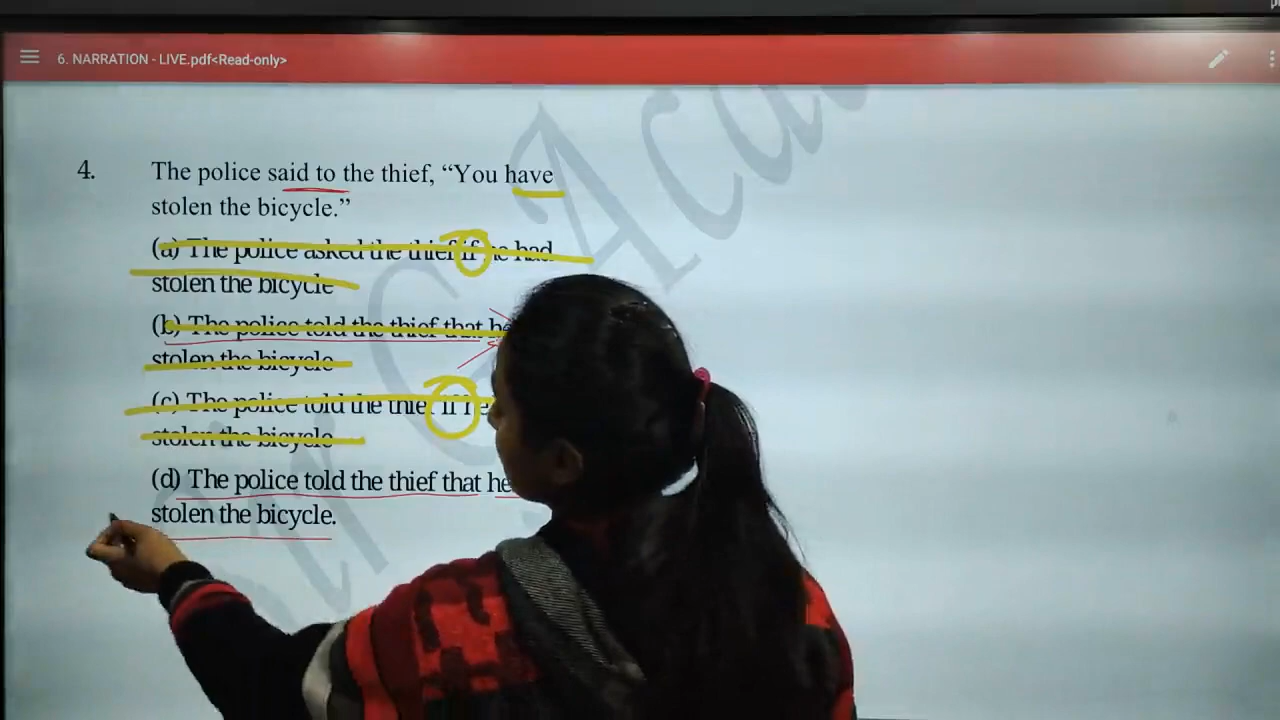 6. NARRATION - LIVE.pdf<Read-only>
4. The police said to the thief, “You have
stolen the bicycle.”
(a) The police asked the thief if he had
stolen the bicycle
(b) The police told the thief that he
stolen the bicycle
(c) The police told the thief if he
stolen the bicycle
(d) The police told the thief that he
stolen the bicycle.